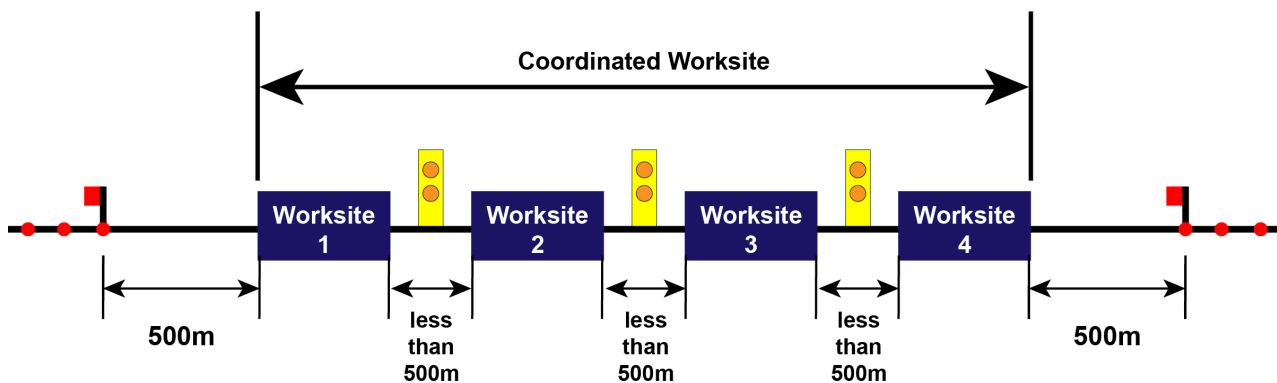 Coordinated Worksite
Worksite
1
Worksite
2
Worksite
3
Worksite
4
500m
less
than
500m
less
than
500m
less
than
500m
500m